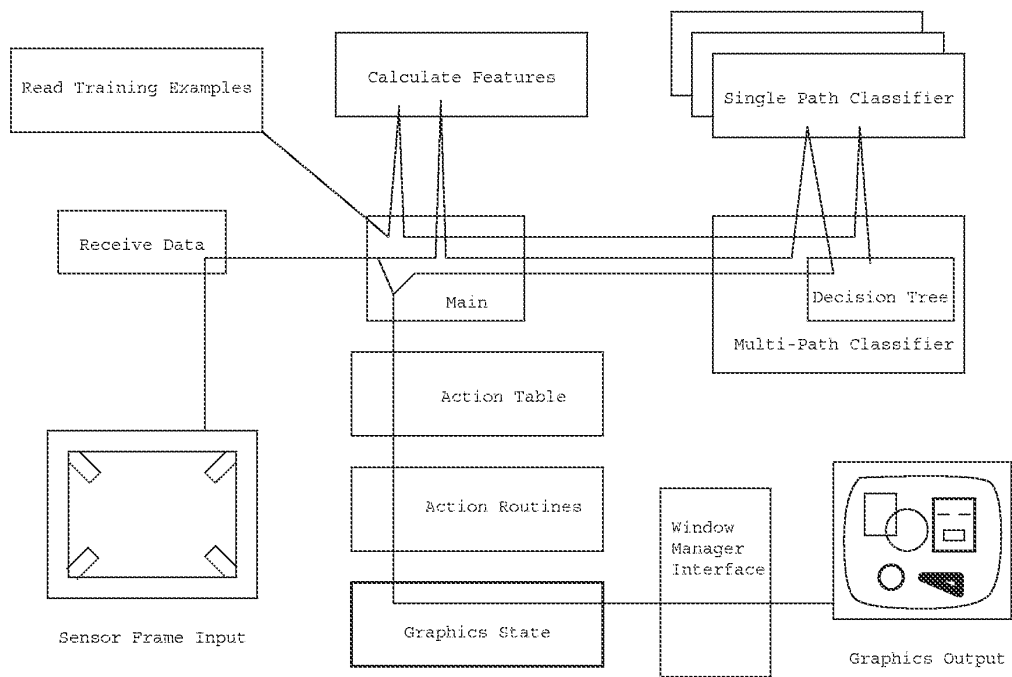 Read Training Examples
Calculate Features
Single Path Classifier
Receive Data
Main
Decision Tree
Multi-Path Classifier
Action Table
Action Routines
Window
Manager
Interface
Graphics State
Sensor Frame Input
Graphics Output